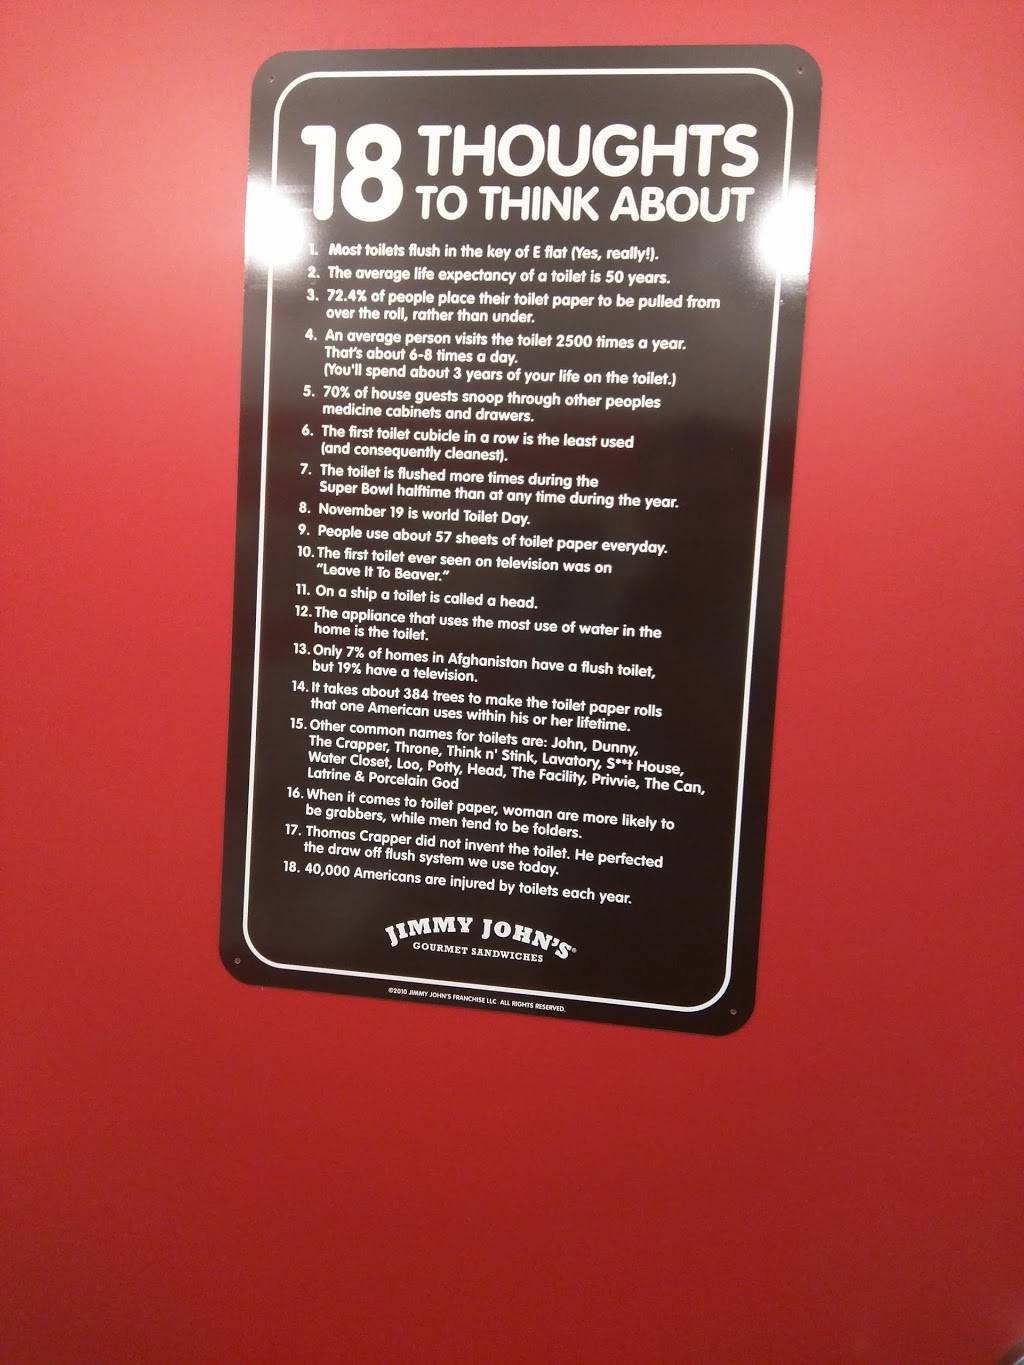 18 THOUGHTS
TO THINK ABOUT
1. Most toilets flush in the key of E flat (Yes, really!).
2. The average life expectancy of a toilet is 50 years.
3. 72.4% of people place their toilet paper to be pulled from
over the roll, rather than under.
4. An average person visits the toilet 2500 times a year.
That's about 6-8 times a day.
(You'll spend about 3 years of your life on the toilet.)
5. 70% of house guests snoop through other peoples
medicine cabinets and drawers.
6. The first toilet cubicle in a row is the least used
(and consequently cleanest).
7. The toilet is flushed more times during the
Super Bowl halftime than at any time during the year.
8. November 19 is world Toilet Day.
9. People use about 57 sheets of toilet paper everyday.
10. The first toilet ever seen on television was on
"Leave It To Beaver."
11. On a ship a toilet is called a head.
12. The appliance that uses the most use of water in the
home is the toilet.
13. Only 7% of homes in Afghanistan have a flush toilet,
but 19% have a television.
14. It takes about 384 trees to make the toilet paper rolls
that one American uses within his or her lifetime.
15. Other common names for toilets are: John, Dunny,
The Crapper, Throne, Think n' Stink, Lavatory, S**t House,
Water Closet, Loo, Potty, Head, The Facility, Privvie, The Can,
Latrine & Porcelain God
16. When it comes to toilet paper, woman are more likely to
be grabbers, while men tend to be folders.
17. Thomas Crapper did not invent the toilet. He perfected
the draw off flush system we use today.
18. 40,000 Americans are injured by toilets each year.
JIMMY JOHN'S®
GOURMET SANDWICHES
©2010 JIMMY JOHN'S FRANCHISE LLC ALL RIGHTS RESERVED.